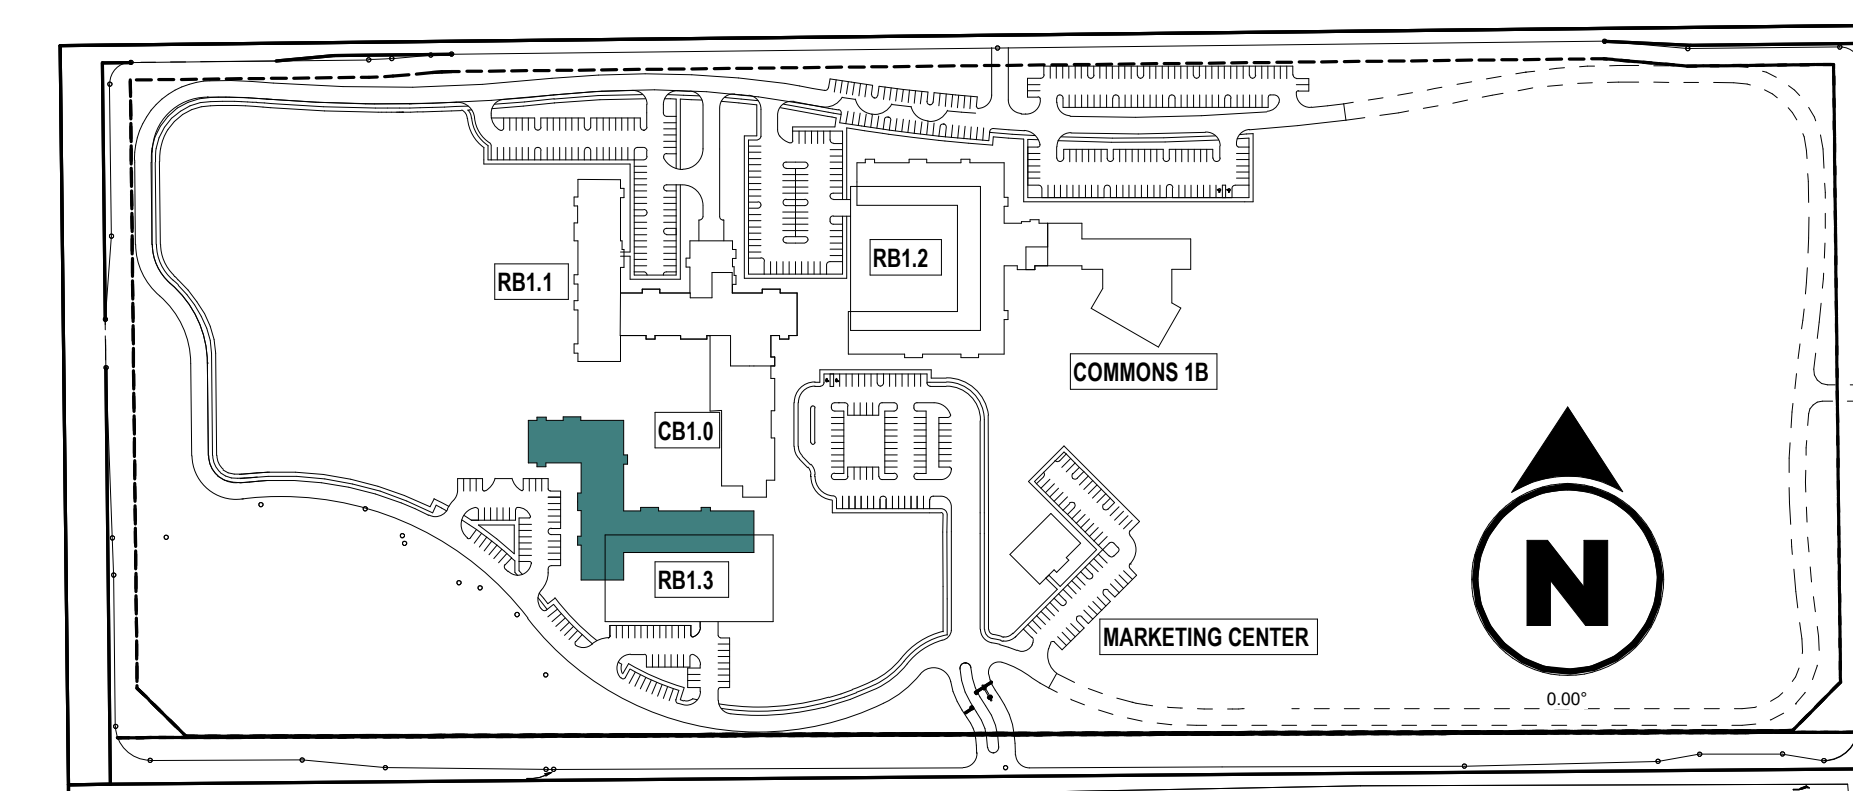 RB1.2
RB1.1
COMMONS 1B
CB1.0
N
RB1.3
MARKETING CENTER
0.00°